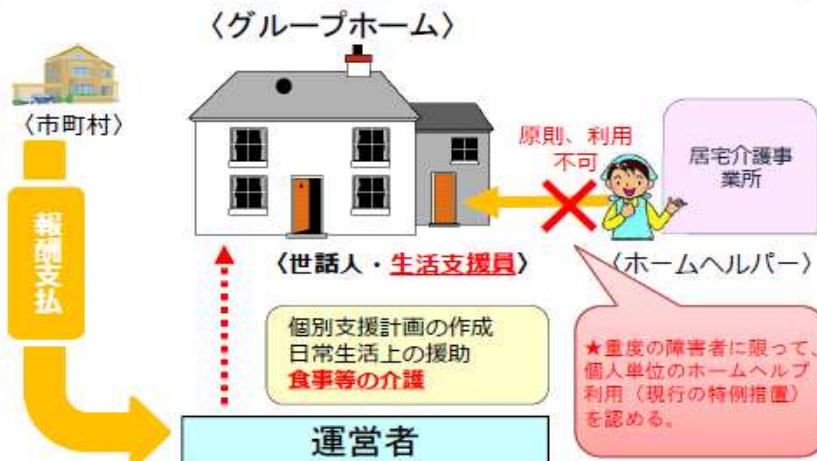 〈グループホーム〉
〈市町村〉
原則、利用
不可
居宅介護事
業所
報酬支払
〈世話人・生活支援員〉
〈ホームヘルパー〉
個別支援計画の作成
日常生活上の援助
食事等の介護
★重度の障害者に限って、
個人単位のホームヘルプ
利用（現行の特例措置）
を認める。
運営者